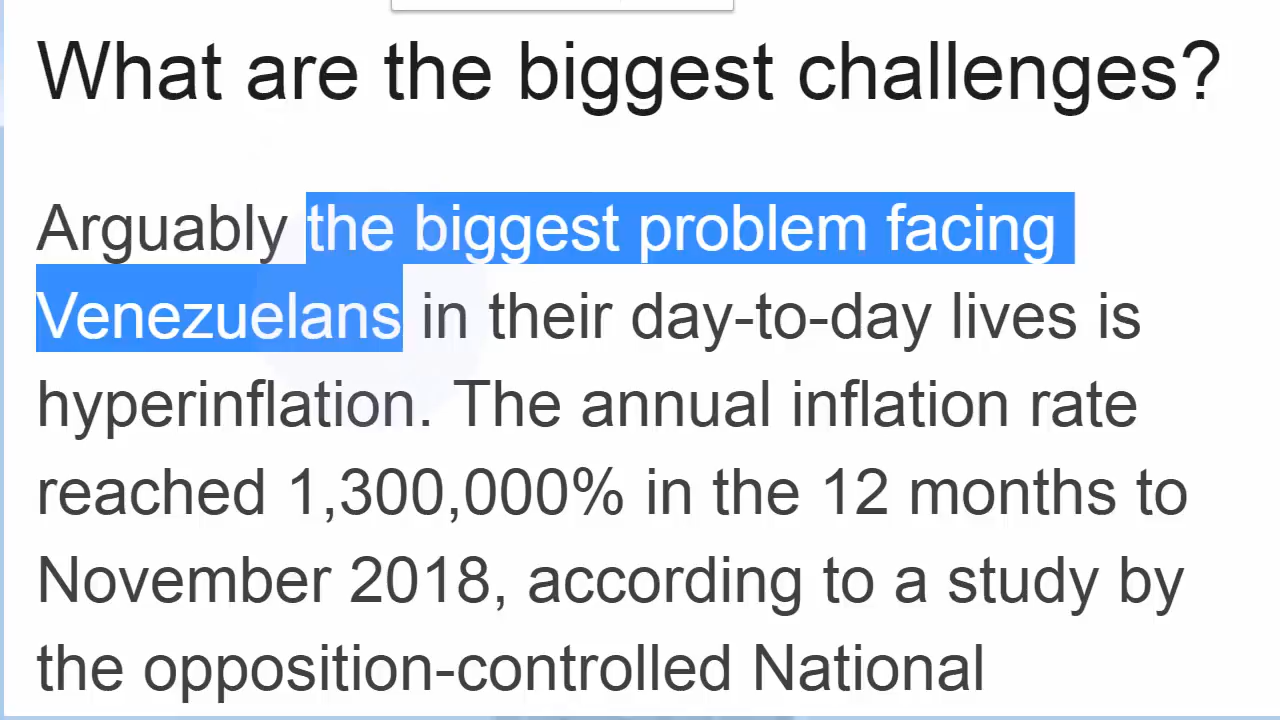 What are the biggest challenges?
Arguably the biggest problem facing
Venezuelans in their day-to-day lives is
hyperinflation. The annual inflation rate
reached 1,300,000% in the 12 months to
November 2018, according to a study by
the opposition-controlled National